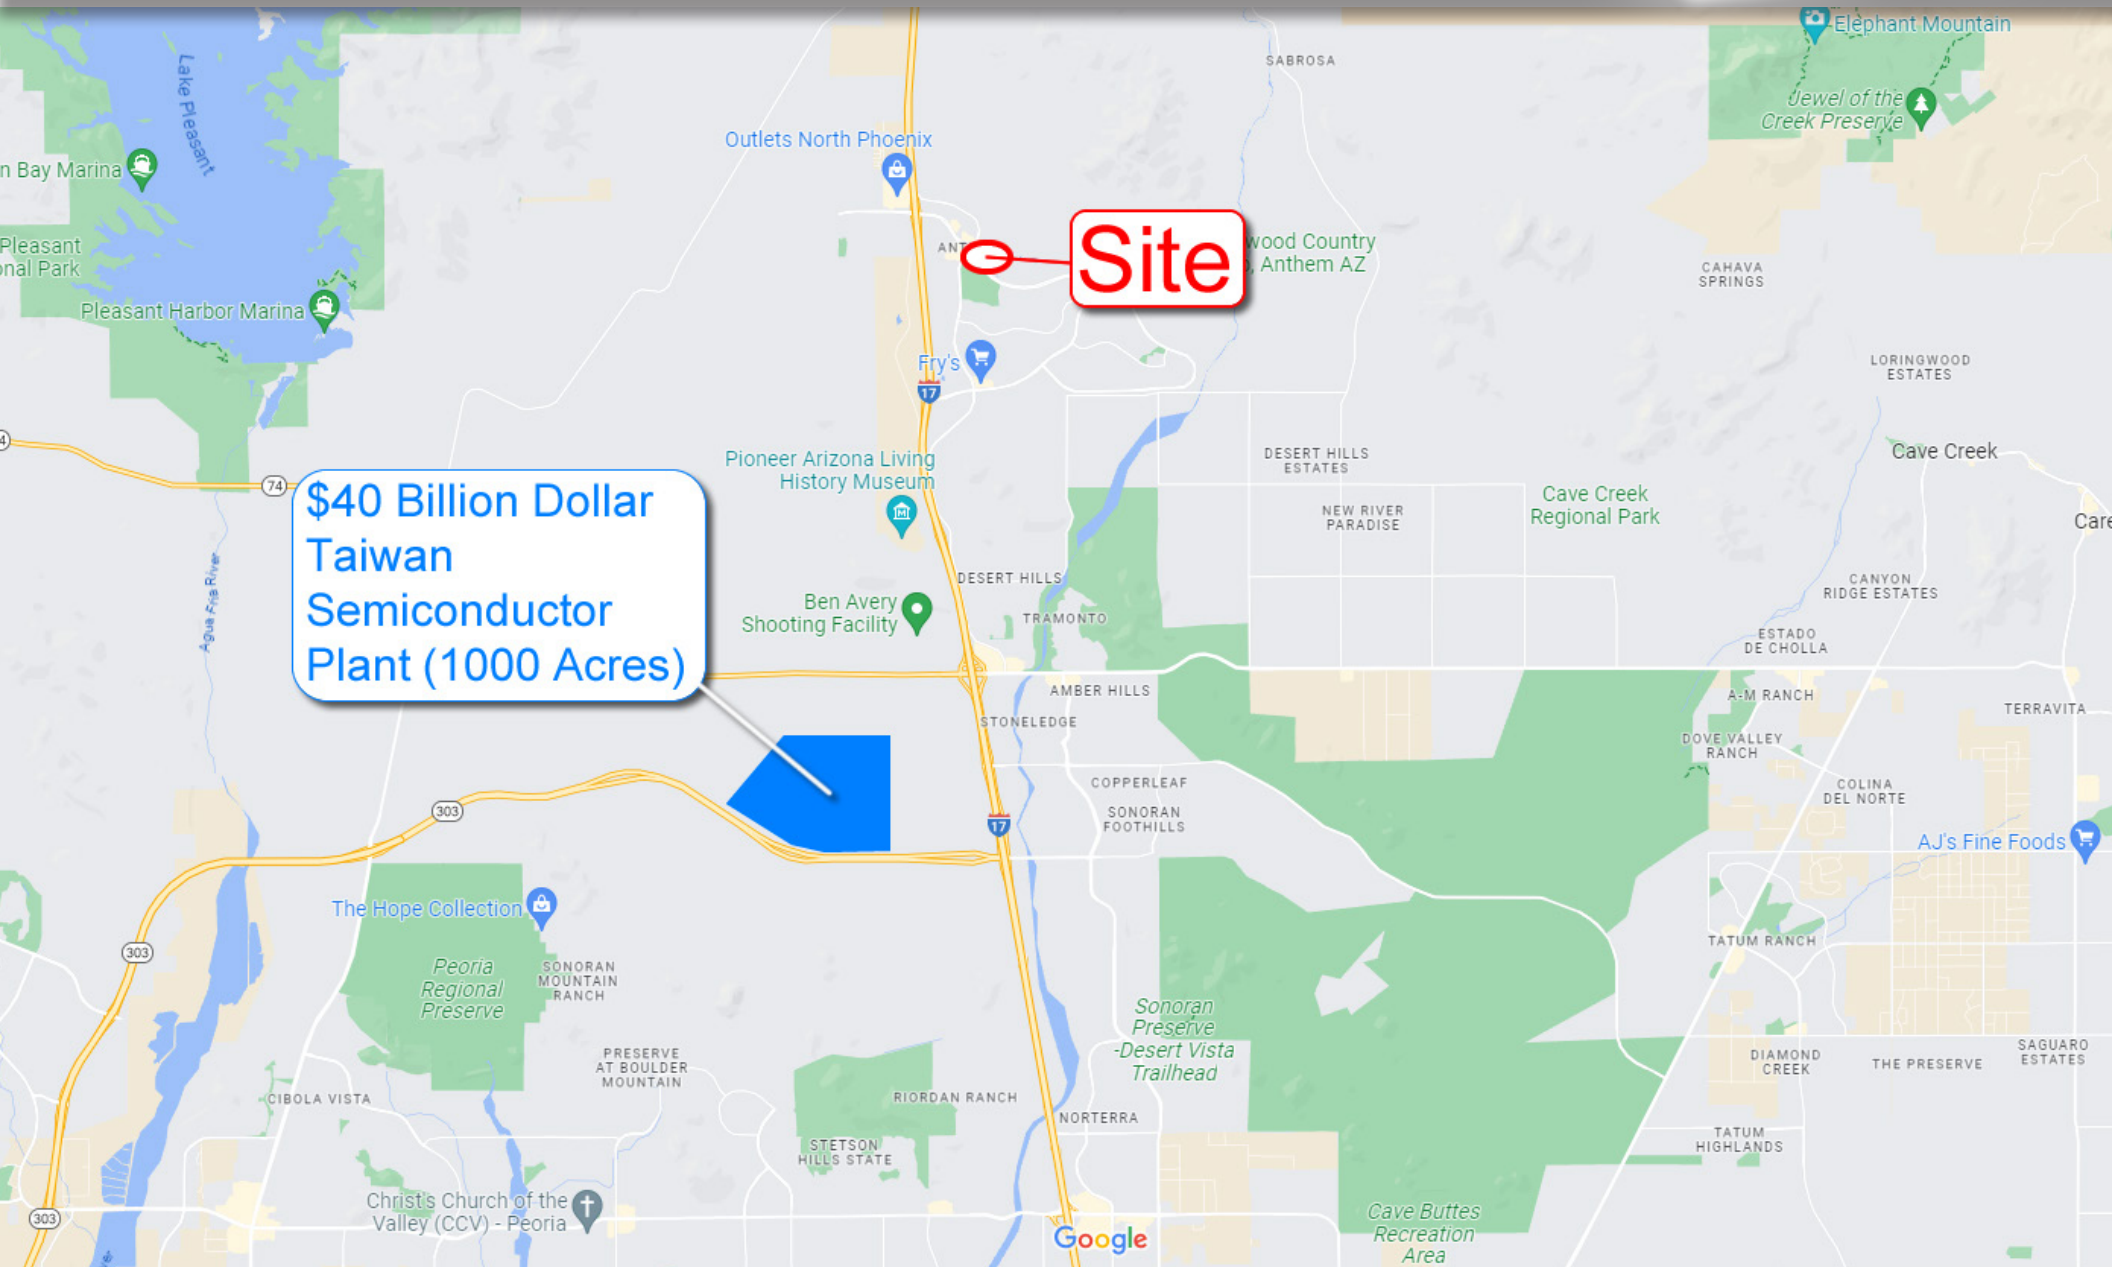 Elephant Mountain
SABROSA
Lake Pleasant
Jewel of the
Creek Preserve
Outlets North Phoenix
n Bay Marina
Site
ANT
wood Country
, Anthem AZ
Pleasant
nal Park
CAHAVA
SPRINGS
Pleasant Harbor Marina
Fry's
17
LORINGWOOD
ESTATES
4
74
Pioneer Arizona Living
History Museum
DESERT HILLS
ESTATES
Cave Creek
NEW RIVER
PARADISE
Cave Creek
Regional Park
Care
$40 Billion Dollar
Taiwan
Semiconductor
Plant (1000 Acres)
Agua Fria River
DESERT HILLS
Ben Avery
Shooting Facility
TRAMONTO
CANYON
RIDGE ESTATES
ESTADO
DE CHOLLA
AMBER HILLS
STONELEDGE
A-M RANCH
TERRAVITA
DOVE VALLEY
RANCH
COPPERLEAF
SONORAN
FOOTHILLS
COLINA
DEL NORTE
303
17
AJ's Fine Foods
The Hope Collection
303
Peoria
Regional
Preserve
SONORAN
MOUNTAIN
RANCH
TATUM RANCH
Sonoran
Preserve
-Desert Vista
Trailhead
PRESERVE
AT BOULDER
MOUNTAIN
DIAMOND
CREEK
THE PRESERVE
SAGUARO
ESTATES
CIBOLA VISTA
RIORDAN RANCH
NORTERRA
STETSON
HILLS STATE
TATUM
HIGHLANDS
303
Christ's Church of the
Valley (CCV) - Peoria
Google
Cave Buttes
Recreation
Area